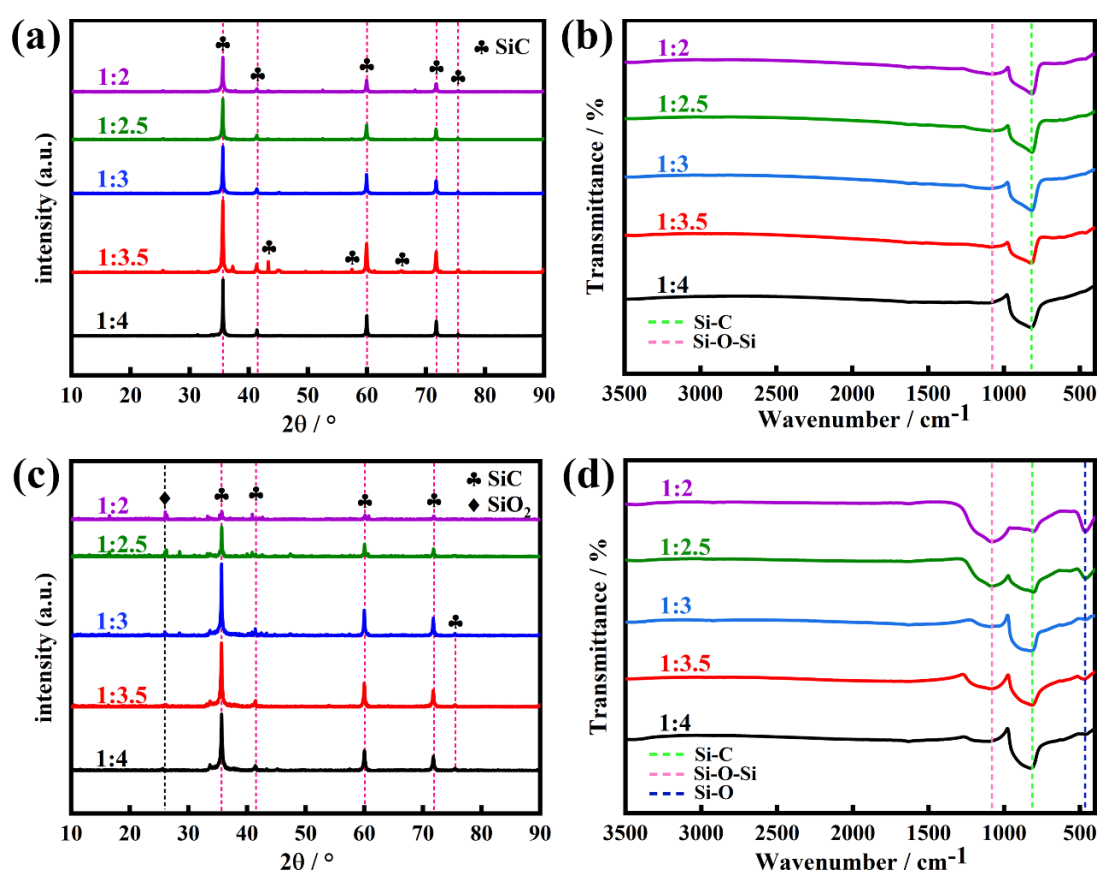 (a)
♣ SiC
1:2
1:2.5
1:3
1:3.5
1:4
intensity (a.u.)
10 20 30 40 50 60 70 80 90
2θ / °
(b)
1:2
1:2.5
1:3
1:3.5
1:4
Si-C
Si-O-Si
Transmittance / %
3500 3000 2500 2000 1500 1000 500
Wavenumber / cm-1
(c)
♣ SiC
♦ SiO2
1:2
1:2.5
1:3
1:3.5
1:4
intensity (a.u.)
10 20 30 40 50 60 70 80 90
2θ / °
(d)
1:2
1:2.5
1:3
1:3.5
1:4
Si-C
Si-O-Si
Si-O
Transmittance / %
3500 3000 2500 2000 1500 1000 500
Wavenumber / cm-1